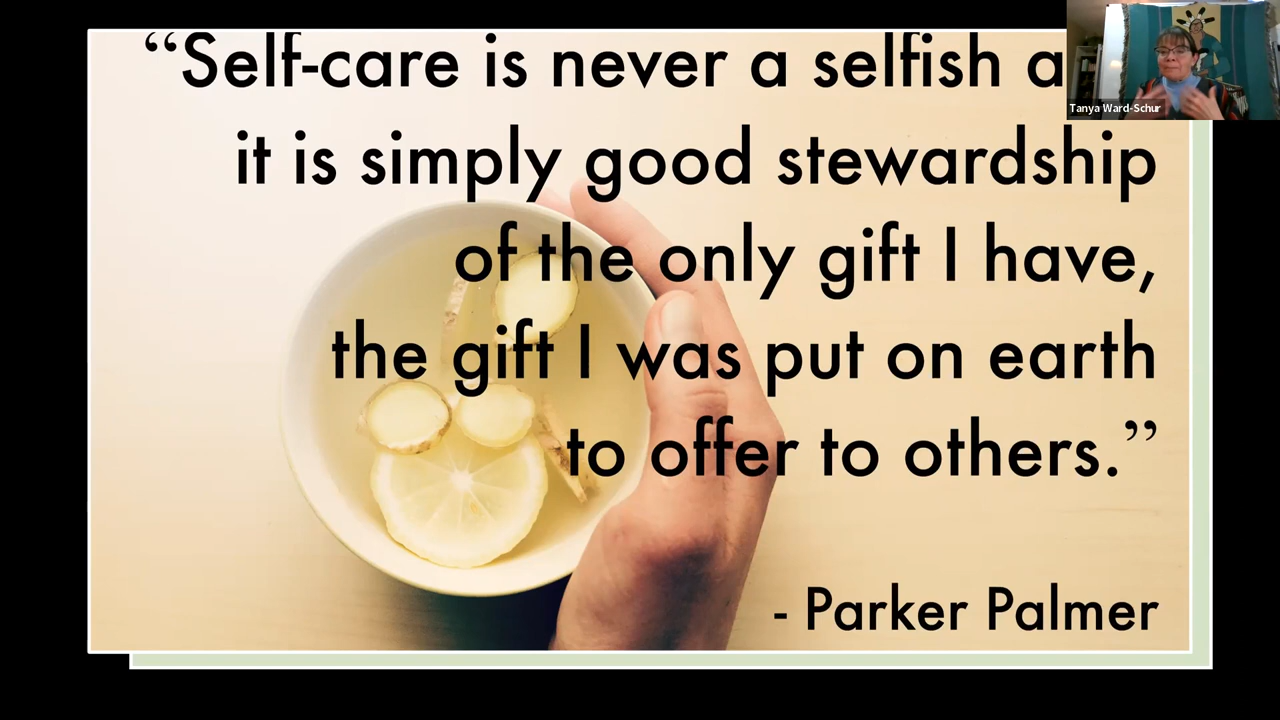 “Self-care is never a selfish a
it is simply good stewardship
of the only gift I have,
the gift I was put on earth
to offer to others.”
- Parker Palmer
Tanya Ward-Schur